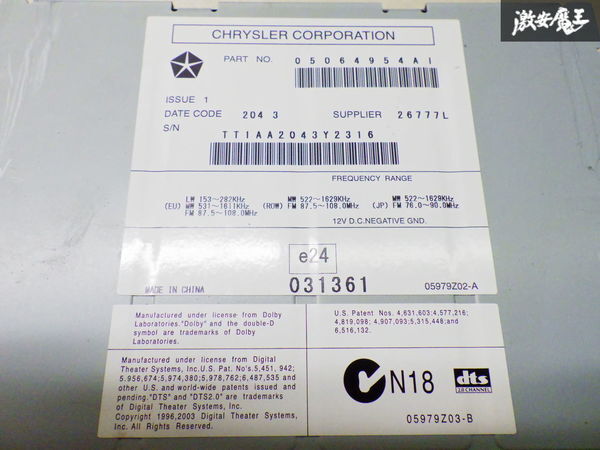 激安魔王
CHRYSLER CORPORATION
PART NO. 05064954AI
ISSUE 1
DATE CODE 204 3 SUPPLIER 26777L
S/N TT1AA2043Y2316
FREQUENCY RANGE
LW 153~282KHz MW 522~1629KHz MW 522~1629KHz
(EU) MW 531~1611KHz (ROW) FM 87.5~108.0MHz (JP) FM 76.0~90.0MHz
FM 87.5~108.0MHz
12V D.C.NEGATIVE GND.
e24
031361
MADE IN CHINA 05979Z02-A
Manufactured under license from Dolby
Laboratories."Dolby" and the double-D
symbol are trademarks of Dolby
Laboratories.
Manufactured under license from Digital
Theater Systems, Inc.U.S. Pat. No's.5,451, 942;
5,956,674;5,974,380;5,978,762;6,487,535 and
other U.S. and world-wide patents issued and
pending."DTS" and "DTS2.0" are trademarks
of Digital Theater Systems, Inc.
Copyright 1996,2003 Digital Theater Systems,
Inc. All Rights Reserved.
U.S. Patent Nos. 4,631,603;4,577,216;
4,819,098; 4,907,093;5,315,448;and
6,516,132.
N18
dts
2.0 CHANNEL
05979Z03-B